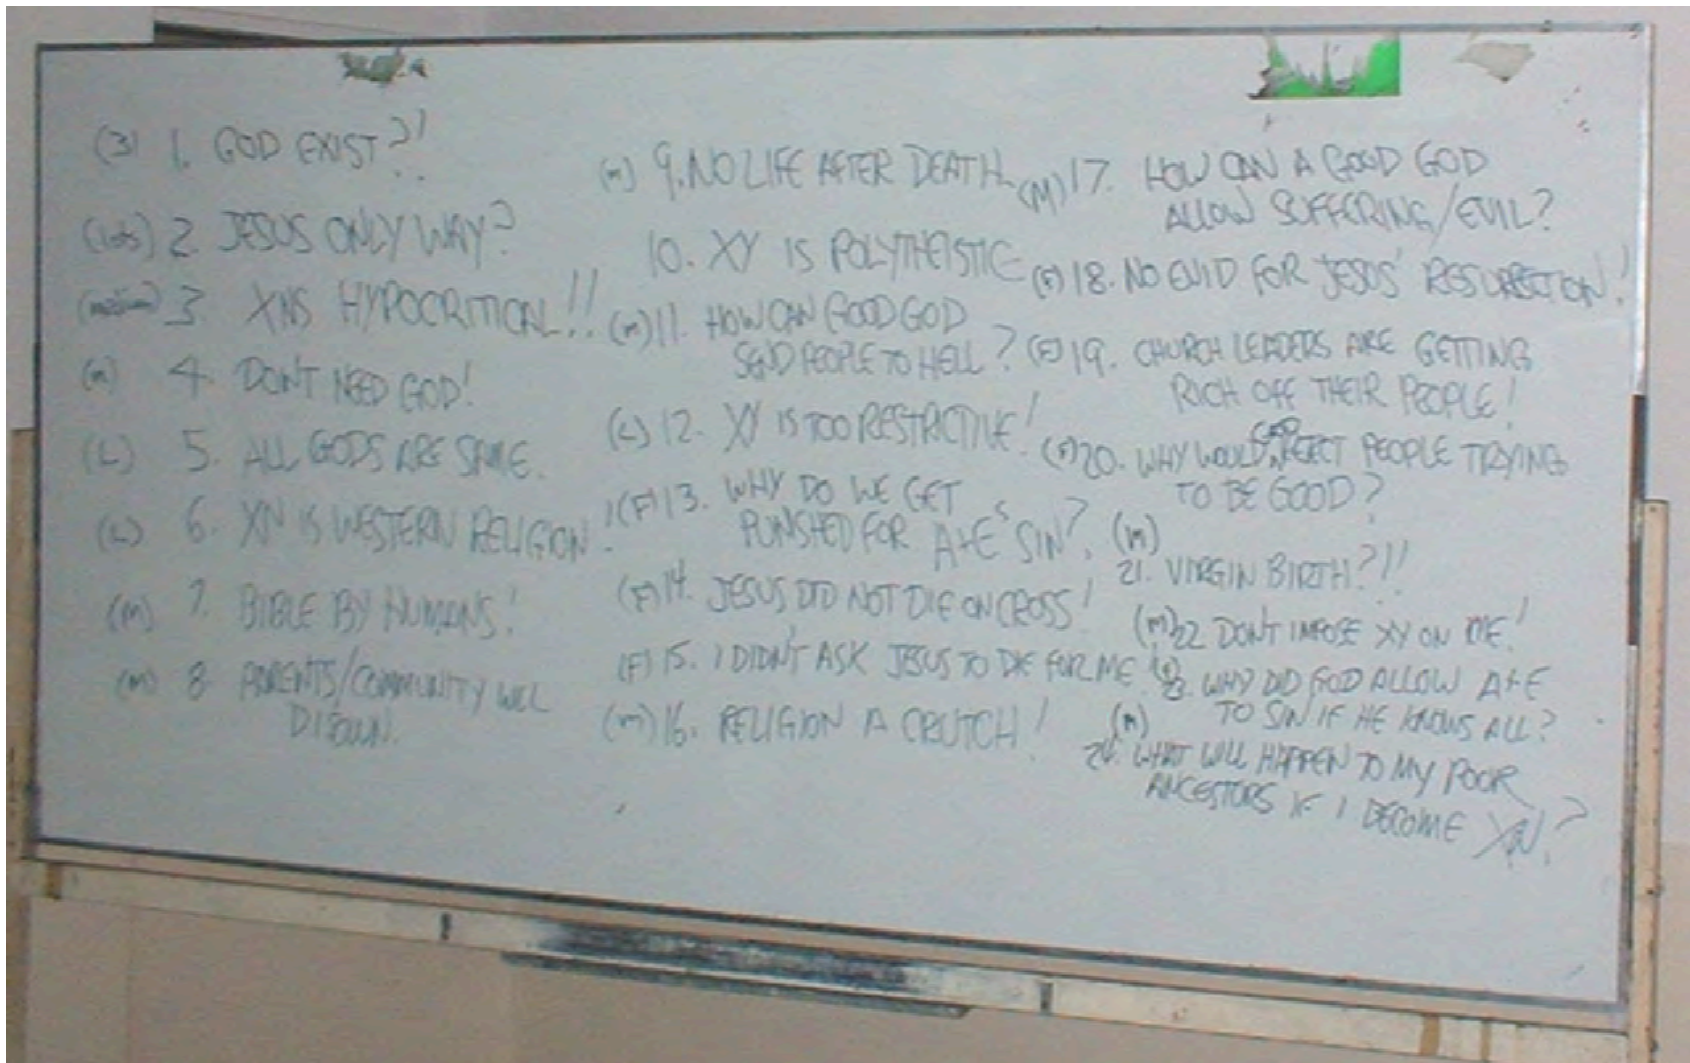 (3) 1. GOD EXIST?!
(lots) 2. JESUS ONLY WAY?
(medium) 3. XNS HYPOCRITICAL!!
(m) 4. DON'T NEED GOD!
(L) 5. ALL GODS ARE SAME.
(L) 6. XN IS WESTERN RELIGION!
(M) 7. BIBLE BY HUMANS!
(M) 8. PARENTS/COMMUNITY WILL
DISOWN.
(m) 9. NO LIFE AFTER DEATH
10. XY IS POLYTHEISTIC
(m) 11. HOW CAN GOOD GOD
SEND PEOPLE TO HELL?
(L) 12. XY IS TOO RESTRICTIVE!
(F) 13. WHY DO WE GET
PUNISHED FOR A+E'S SIN?
(F) 14. JESUS DID NOT DIE ON CROSS!
(F) 15. I DIDN'T ASK JESUS TO DIE FOR ME
(m) 16. RELIGION A CRUTCH!
(M) 17. HOW CAN A GOOD GOD
ALLOW SUFFERING/EVIL?
(F) 18. NO EVID FOR JESUS' RESURRECTION!
(F) 19. CHURCH LEADERS ARE GETTING
RICH OFF THEIR PEOPLE!
20. WHY WOULD GOD REJECT PEOPLE TRYING
TO BE GOOD?
(m)
21. VIRGIN BIRTH?!!
(M) 22 DON'T IMPOSE XY ON ME!
23. WHY DID GOD ALLOW A+E
TO SIN IF HE KNOWS ALL?
(m)
24. WHAT WILL HAPPEN TO MY POOR
ANCESTORS IF I BECOME XN?